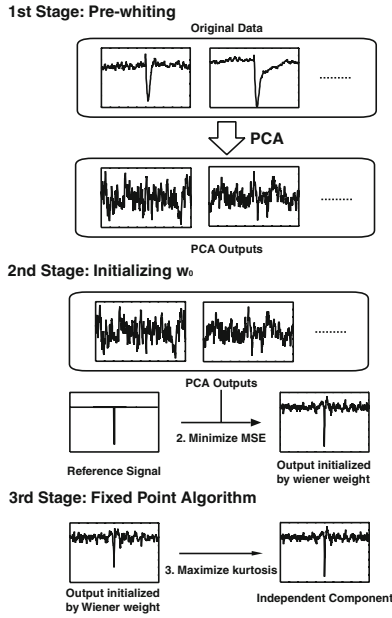 1st Stage: Pre-whiting
Original Data
.........
PCA
.........
PCA Outputs
2nd Stage: Initializing w₀
.........
PCA Outputs
2. Minimize MSE
Reference Signal
Output initialized
by wiener weight
3rd Stage: Fixed Point Algorithm
3. Maximize kurtosis
Output initialized
by Wiener weight
Independent Component